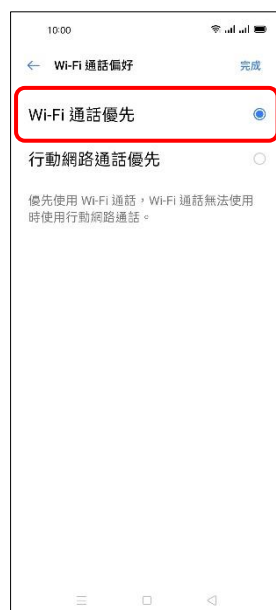 10:00
← Wi-Fi 通話偏好 完成
Wi-Fi 通話優先
行動網路通話優先
優先使用 Wi-Fi 通話，Wi-Fi 通話無法使用
時使用行動網路通話。